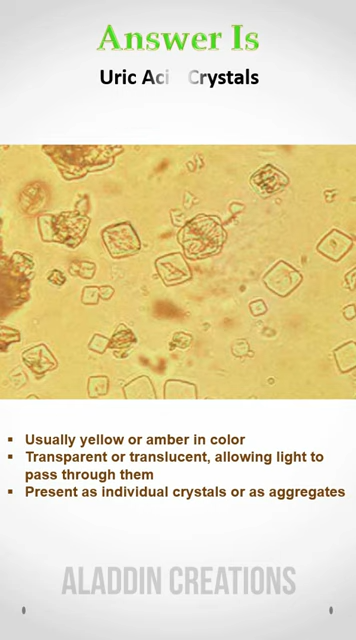 Answer Is
Uric Aci Crystals
▪ Usually yellow or amber in color
▪ Transparent or translucent, allowing light to
pass through them
▪ Present as individual crystals or as aggregates
ALADDIN CREATIONS